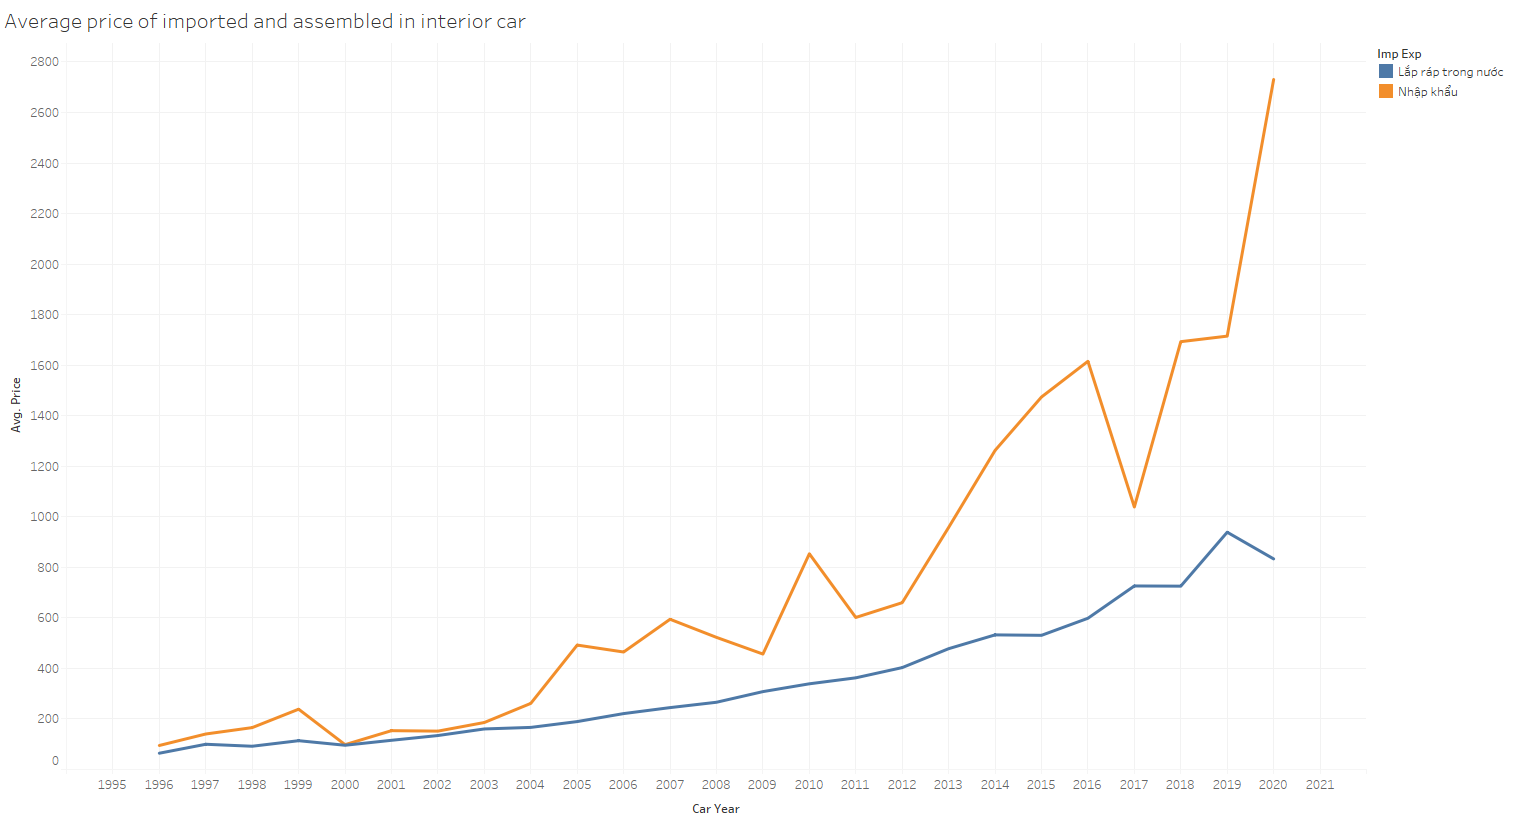 Average price of imported and assembled in interior car
Imp Exp
Lắp ráp trong nước
Nhập khẩu
Avg. Price
2800
2600
2400
2200
2000
1800
1600
1400
1200
1000
800
600
400
200
0
1995 1996 1997 1998 1999 2000 2001 2002 2003 2004 2005 2006 2007 2008 2009 2010 2011 2012 2013 2014 2015 2016 2017 2018 2019 2020 2021
Car Year